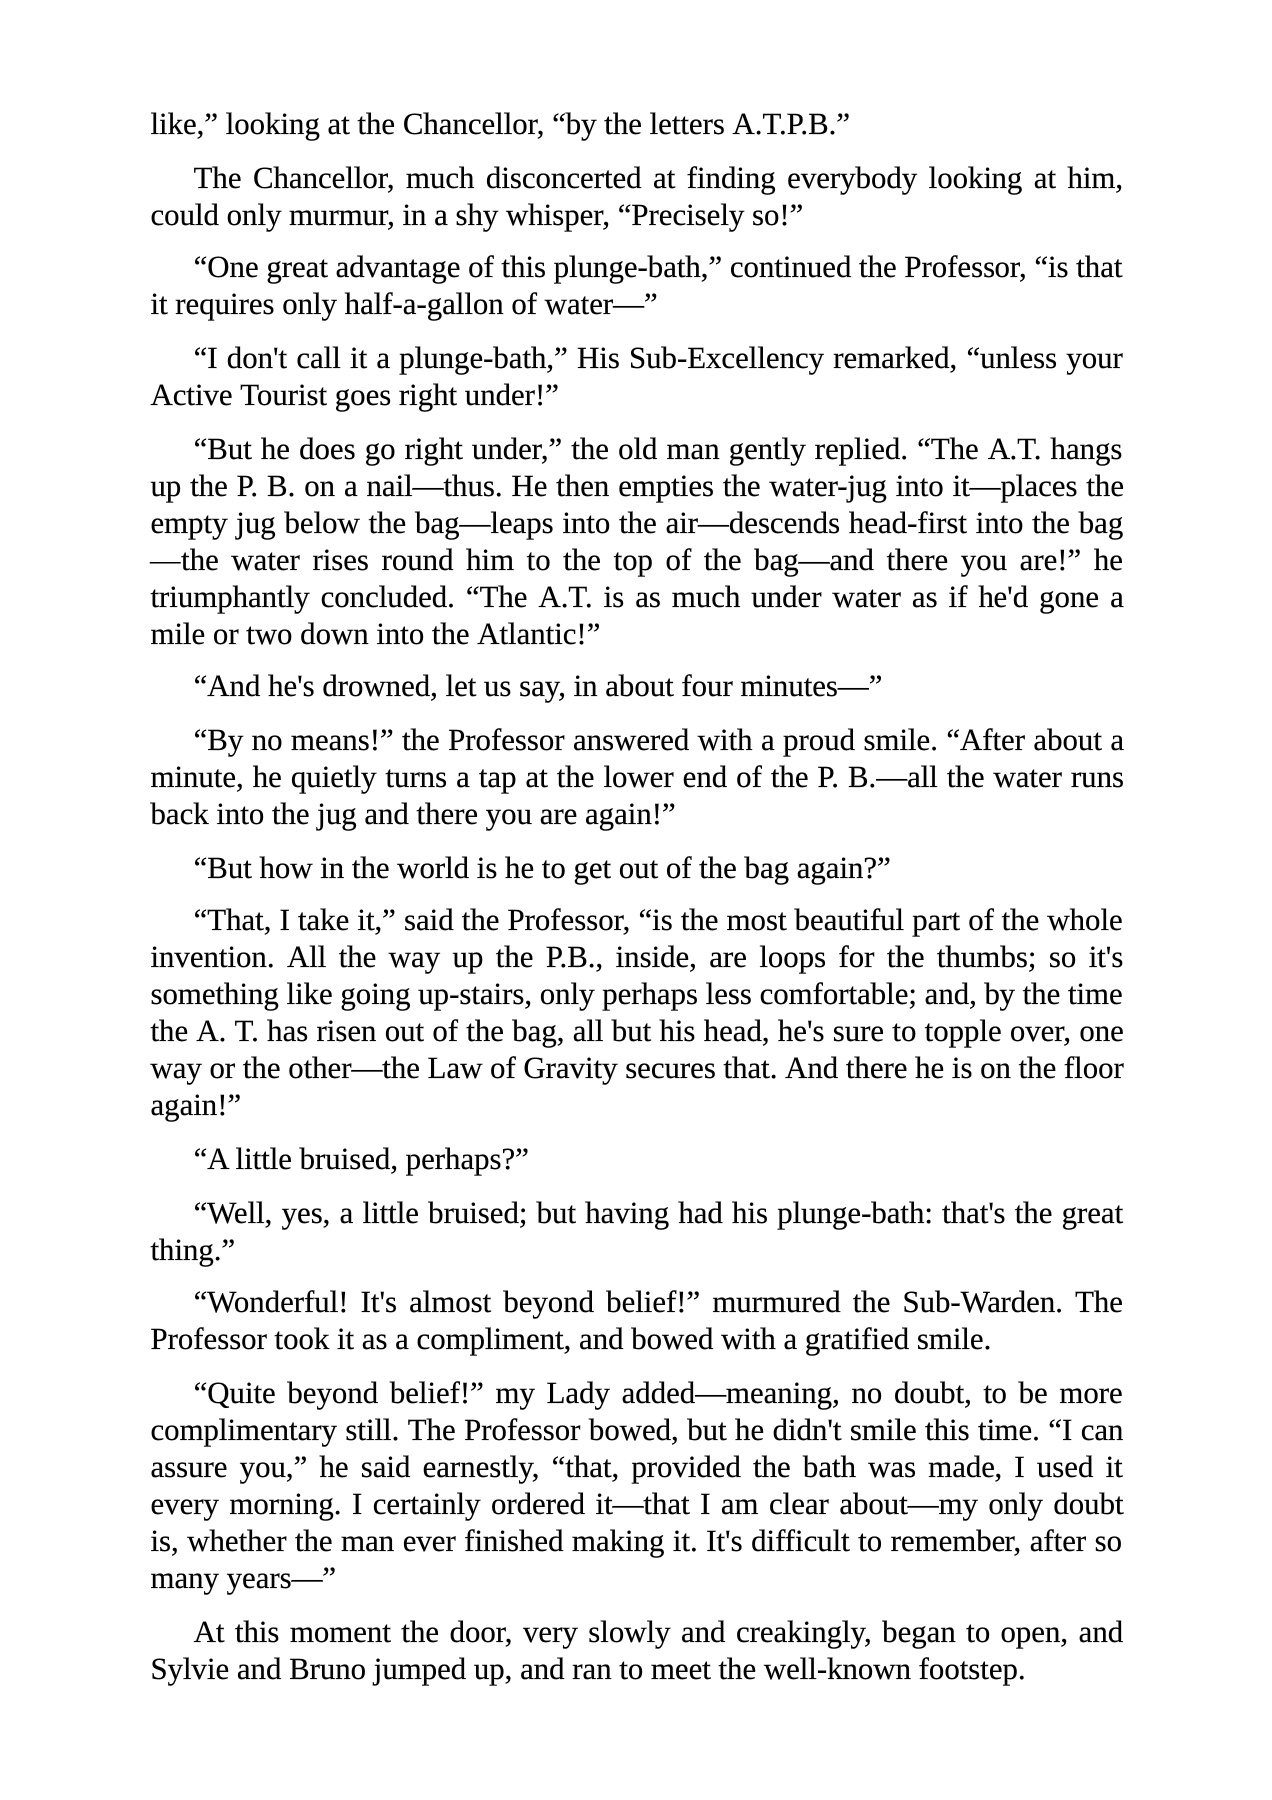 like,” looking at the Chancellor, “by the letters A.T.P.B.”
The Chancellor, much disconcerted at finding everybody looking at him,
could only murmur, in a shy whisper, “Precisely so!”
“One great advantage of this plunge-bath,” continued the Professor, “is that
it requires only half-a-gallon of water—”
“I don't call it a plunge-bath,” His Sub-Excellency remarked, “unless your
Active Tourist goes right under!”
“But he does go right under,” the old man gently replied. “The A.T. hangs
up the P. B. on a nail—thus. He then empties the water-jug into it—places the
empty jug below the bag—leaps into the air—descends head-first into the bag
—the water rises round him to the top of the bag—and there you are!” he
triumphantly concluded. “The A.T. is as much under water as if he'd gone a
mile or two down into the Atlantic!”
“And he's drowned, let us say, in about four minutes—”
“By no means!” the Professor answered with a proud smile. “After about a
minute, he quietly turns a tap at the lower end of the P. B.—all the water runs
back into the jug and there you are again!”
“But how in the world is he to get out of the bag again?”
“That, I take it,” said the Professor, “is the most beautiful part of the whole
invention. All the way up the P.B., inside, are loops for the thumbs; so it's
something like going up-stairs, only perhaps less comfortable; and, by the time
the A. T. has risen out of the bag, all but his head, he's sure to topple over, one
way or the other—the Law of Gravity secures that. And there he is on the floor
again!”
“A little bruised, perhaps?”
“Well, yes, a little bruised; but having had his plunge-bath: that's the great
thing.”
“Wonderful! It's almost beyond belief!” murmured the Sub-Warden. The
Professor took it as a compliment, and bowed with a gratified smile.
“Quite beyond belief!” my Lady added—meaning, no doubt, to be more
complimentary still. The Professor bowed, but he didn't smile this time. “I can
assure you,” he said earnestly, “that, provided the bath was made, I used it
every morning. I certainly ordered it—that I am clear about—my only doubt
is, whether the man ever finished making it. It's difficult to remember, after so
many years—”
At this moment the door, very slowly and creakingly, began to open, and
Sylvie and Bruno jumped up, and ran to meet the well-known footstep.